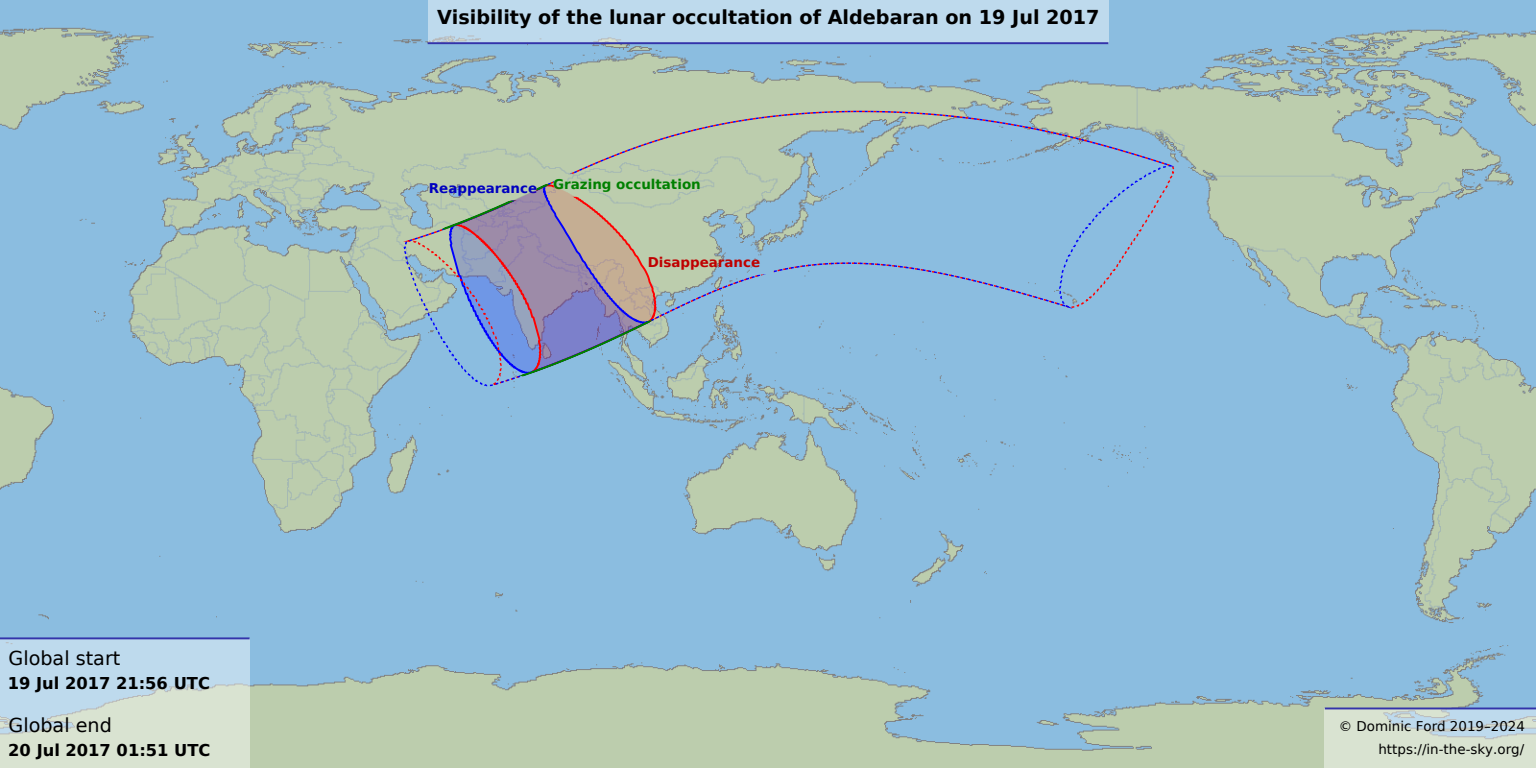 Visibility of the lunar occultation of Aldebaran on 19 Jul 2017
Reappearance
Grazing occultation
Disappearance
Global start
19 Jul 2017 21:56 UTC
Global end
20 Jul 2017 01:51 UTC
© Dominic Ford 2019–2024
https://in-the-sky.org/